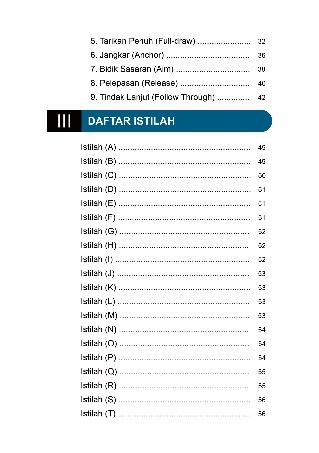 5. Tarikan Penuh (Full-draw) ....................... 32
6. Jangkar (Anchor) .................................... 36
7. Bidik Sasaran (Aim) ................................ 38
8. Pelepasan (Release) .............................. 40
9. Tindak Lanjut (Follow Through) .............. 42
III DAFTAR ISTILAH
Istilah (A) ........................................................ 49
Istilah (B) ........................................................ 49
Istilah (C) ........................................................ 50
Istilah (D) ........................................................ 51
Istilah (E) ........................................................ 51
Istilah (F) ........................................................ 51
Istilah (G) ........................................................ 52
Istilah (H) ........................................................ 52
Istilah (I) ........................................................ 52
Istilah (J) ........................................................ 53
Istilah (K) ........................................................ 53
Istilah (L) ........................................................ 53
Istilah (M) ........................................................ 53
Istilah (N) ........................................................ 54
Istilah (O) ........................................................ 54
Istilah (P) ........................................................ 54
Istilah (Q) ........................................................ 55
Istilah (R) ........................................................ 55
Istilah (S) ........................................................ 56
Istilah (T) ........................................................ 56